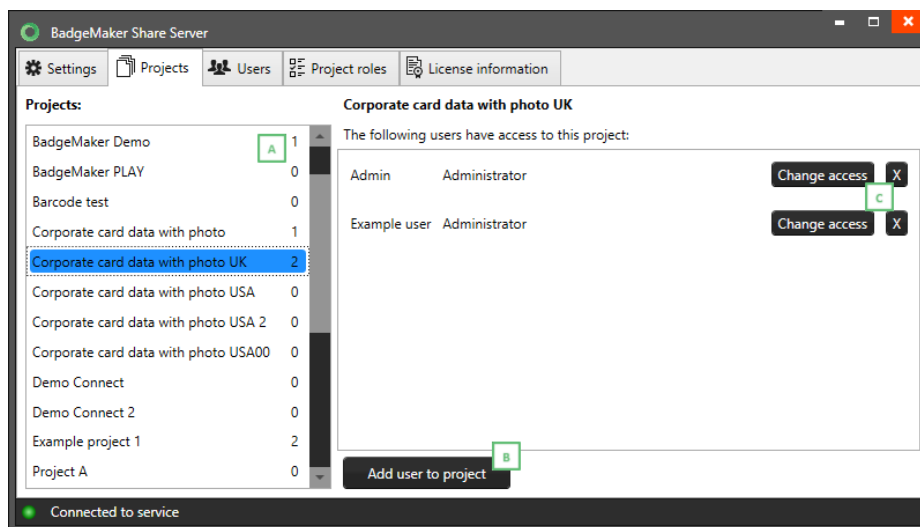 BadgeMaker Share Server
Settings Projects Users Project roles License information
Projects:
BadgeMaker Demo 1
A
BadgeMaker PLAY 0
Barcode test 0
Corporate card data with photo 1
Corporate card data with photo UK 2
Corporate card data with photo USA 0
Corporate card data with photo USA 2 0
Corporate card data with photo USA00 0
Demo Connect 0
Demo Connect 2 0
Example project 1 2
Project A 0
Corporate card data with photo UK
The following users have access to this project:
Admin Administrator Change access X
C
Example user Administrator Change access X
B
Add user to project
Connected to service